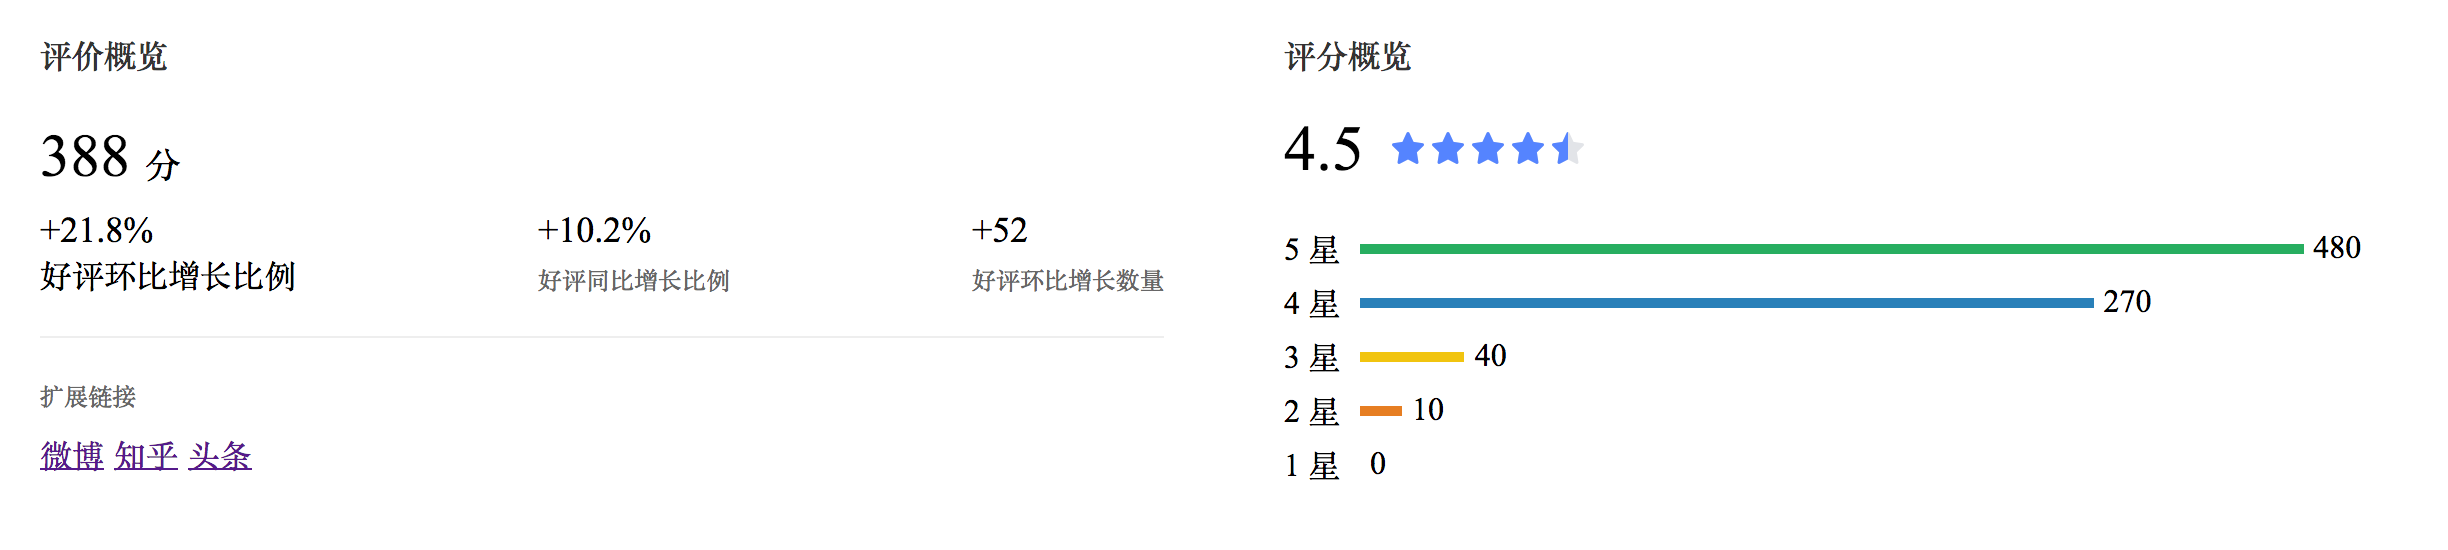 评价概览
388 分
+21.8%
好评环比增长比例
+10.2%
好评同比增长比例
+52
好评环比增长数量
扩展链接
微博 知乎 头条
评分概览
4.5
5 星 480
4 星 270
3 星 40
2 星 10
1 星 0